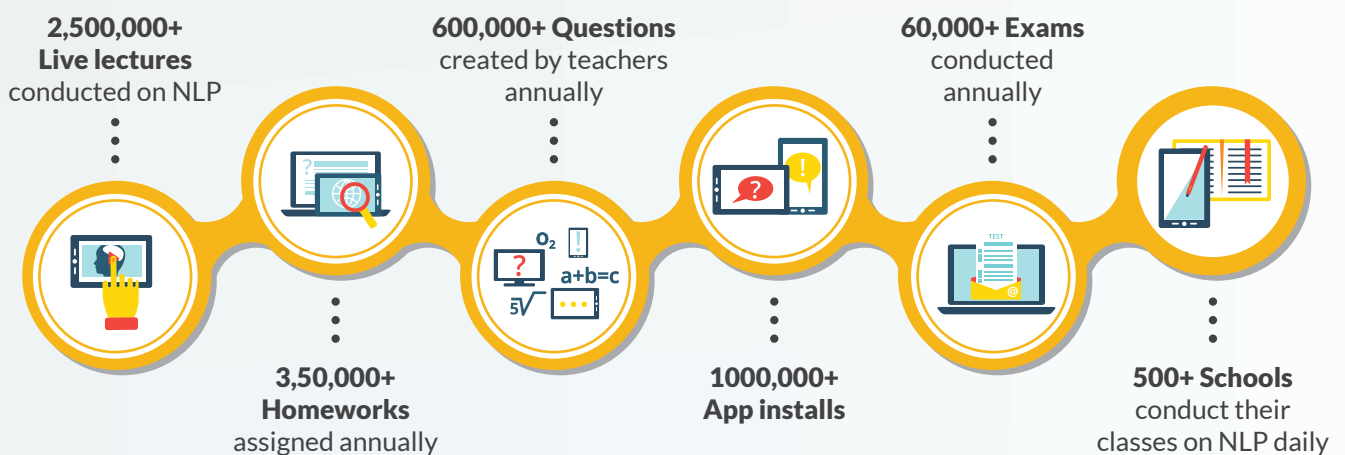 2,500,000+
Live lectures
conducted on NLP
3,50,000+
Homeworks
assigned annually
600,000+ Questions
created by teachers
annually
1000,000+
App installs
60,000+ Exams
conducted
annually
500+ Schools
conduct their
classes on NLP daily
?
?
O₂
!
?
a+b=c
5√
?
!
TEST
@